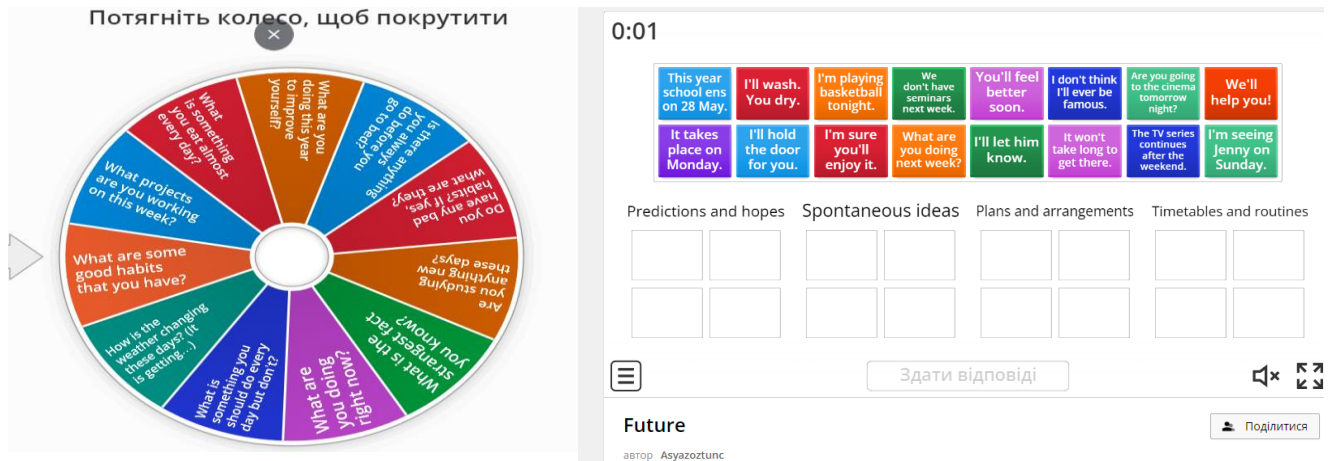 Потягніть колесо, щоб покрутити
What are you
doing this year
to improve
yourself?
Is there anything
you always
do before you
go to bed?
Do you
have any bad
habits? If yes,
what are they?
Are
you studying
anything new
these days?
What is the
strangest fact
you know?
What are
you doing
right now?
What is
something you
should do every
day but don't?
How is the
weather changing
these days? (it
is getting...)
What are some
good habits
that you have?
What projects
are you working
on this week?
What
is something
you eat almost
every day?
0:01
This year
school ens
on 28 May.
I'll wash.
You dry.
I'm playing
basketball
tonight.
We
don't have
seminars
next week.
You'll feel
better
soon.
I don't think
I'll ever be
famous.
Are you going
to the cinema
tomorrow
night?
We'll
help you!
It takes
place on
Monday.
I'll hold
the door
for you.
I'm sure
you'll
enjoy it.
What are
you doing
next week?
I'll let him
know.
It won't
take long to
get there.
The TV series
continues
after the
weekend.
I'm seeing
Jenny on
Sunday.
Predictions and hopes
Spontaneous ideas
Plans and arrangements
Timetables and routines
Здати відповіді
Future
Поділитися
автор Asyazoztunc